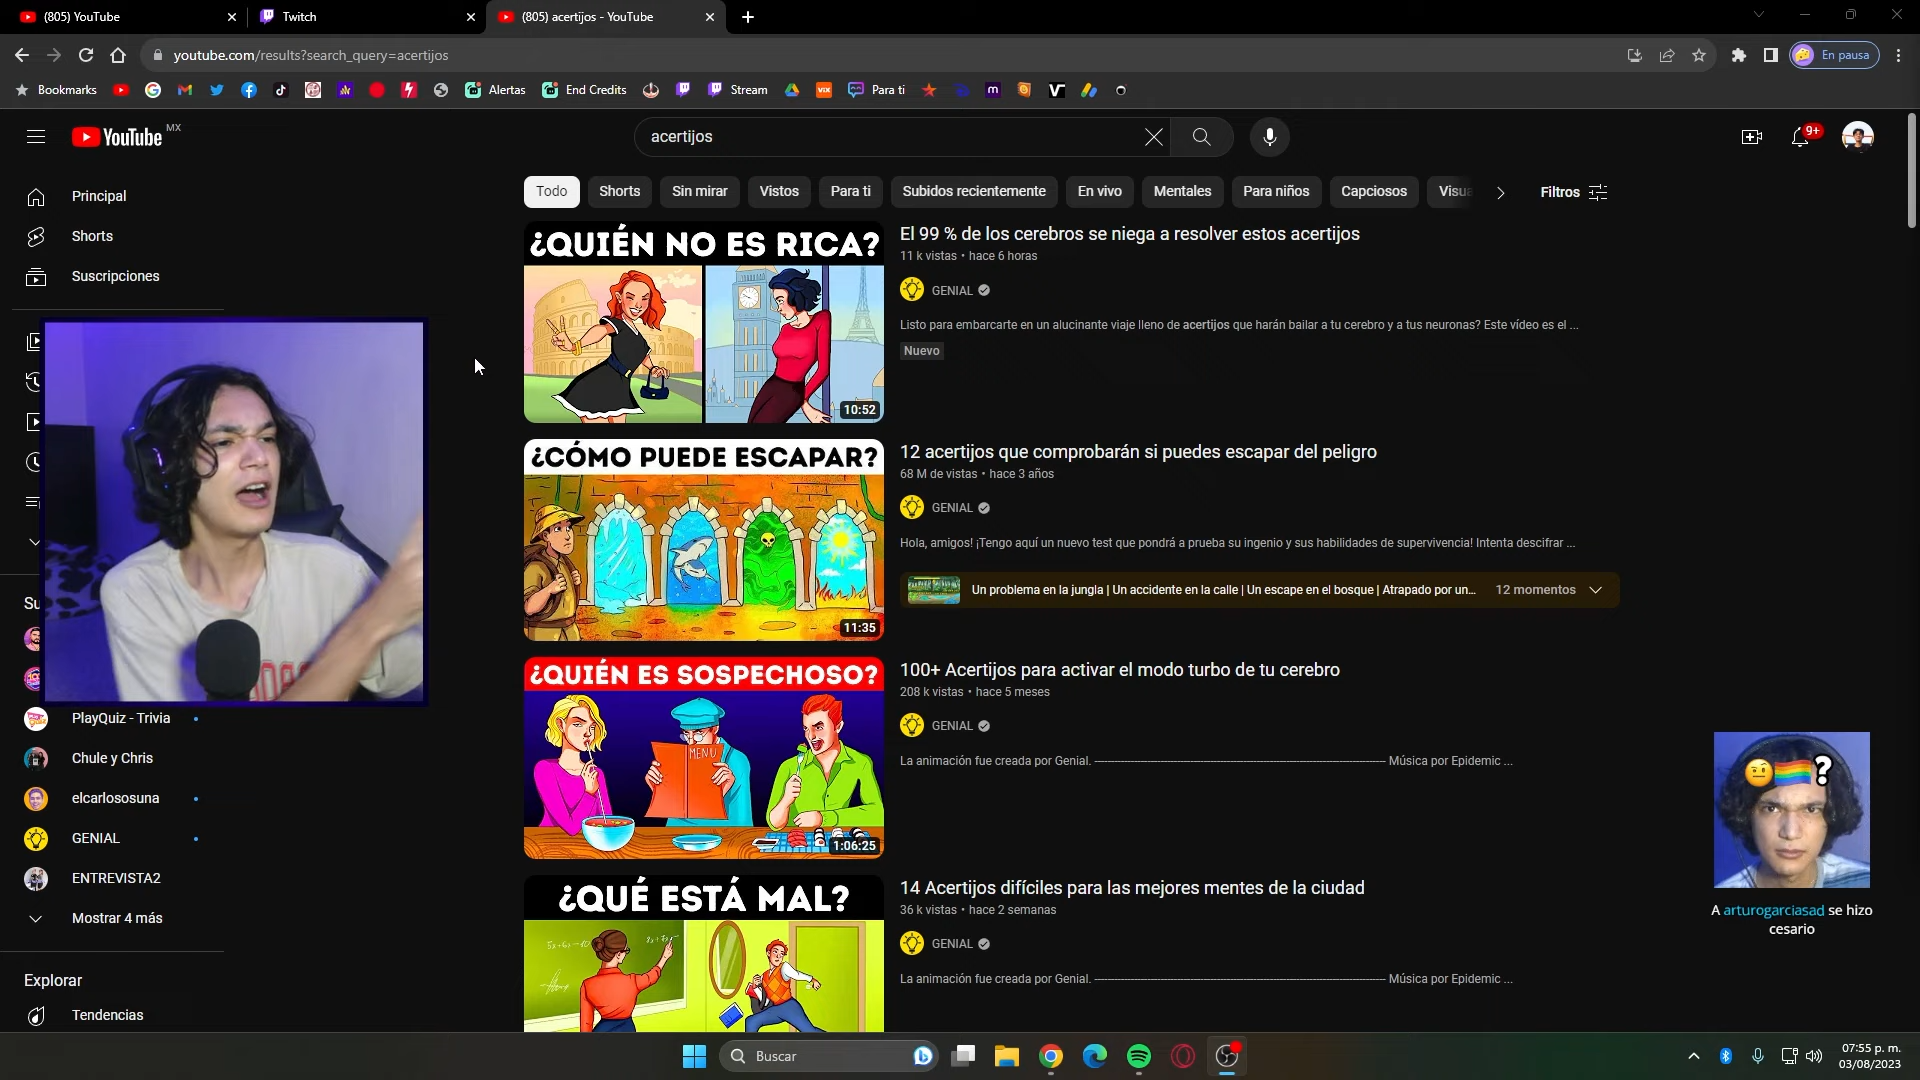 (805) YouTube
Twitch
(805) acertijos - YouTube
youtube.com/results?search_query=acertijos
En pausa
Bookmarks
Alertas
End Credits
Stream
VIX
Para ti
YouTube MX
acertijos
9+
Principal
Shorts
Suscripciones
Su
PlayQuiz - Trivia
Chule y Chris
elcarlososuna
GENIAL
ENTREVISTA2
Mostrar 4 más
Explorar
Tendencias
Todo
Shorts
Sin mirar
Vistos
Para ti
Subidos recientemente
En vivo
Mentales
Para niños
Capciosos
Visua
Filtros
¿QUIÉN NO ES RICA?
10:52
El 99 % de los cerebros se niega a resolver estos acertijos
11 k vistas • hace 6 horas
GENIAL
Listo para embarcarte en un alucinante viaje lleno de acertijos que harán bailar a tu cerebro y a tus neuronas? Este vídeo es el ...
Nuevo
¿CÓMO PUEDE ESCAPAR?
11:35
12 acertijos que comprobarán si puedes escapar del peligro
68 M de vistas • hace 3 años
GENIAL
Hola, amigos! ¡Tengo aquí un nuevo test que pondrá a prueba su ingenio y sus habilidades de supervivencia! Intenta descifrar ...
Un problema en la jungla | Un accidente en la calle | Un escape en el bosque | Atrapado por un...
12 momentos
¿QUIÉN ES SOSPECHOSO?
MENU
1:06:25
100+ Acertijos para activar el modo turbo de tu cerebro
208 k vistas • hace 5 meses
GENIAL
La animación fue creada por Genial. ---------------------------------------------------------------------------------------- Música por Epidemic ...
¿QUÉ ESTÁ MAL?
14 Acertijos difíciles para las mejores mentes de la ciudad
36 k vistas • hace 2 semanas
GENIAL
La animación fue creada por Genial. ---------------------------------------------------------------------------------------- Música por Epidemic ...
?
A arturogarciasad se hizo
cesario
Buscar
07:55 p. m.
03/08/2023